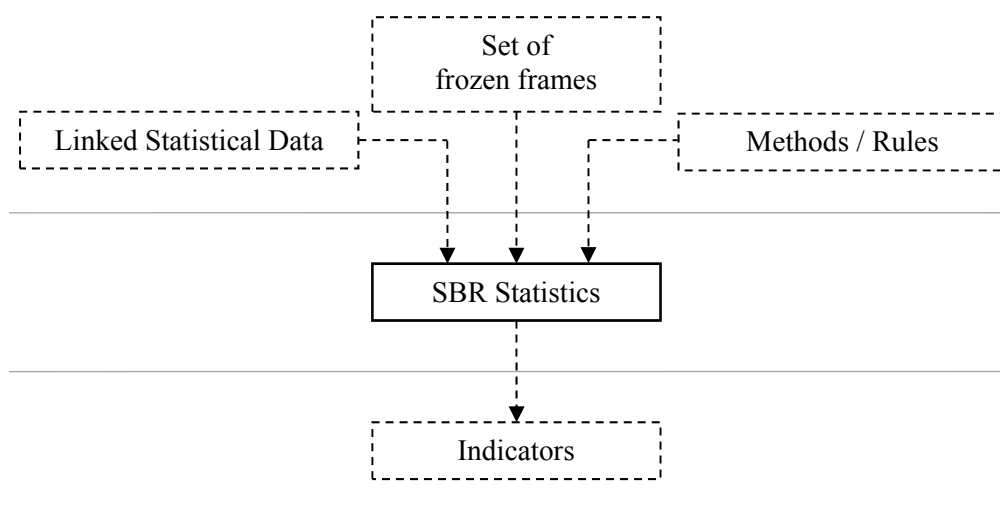 Set of
frozen frames
Linked Statistical Data
Methods / Rules
SBR Statistics
Indicators